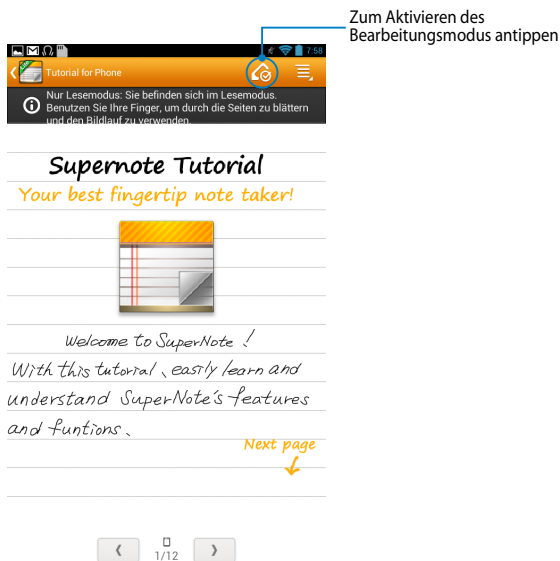 Zum Aktivieren des
Bearbeitungsmodus antippen
7:58
Tutorial for Phone
Nur Lesemodus: Sie befinden sich im Lesemodus.
Benutzen Sie Ihre Finger, um durch die Seiten zu blättern
und den Bildlauf zu verwenden.
Supernote Tutorial
Your best fingertip note taker!
Welcome to SuperNote !
With this tutorial, easily learn and
understand SuperNote's features
and funtions.
Next page
1/12